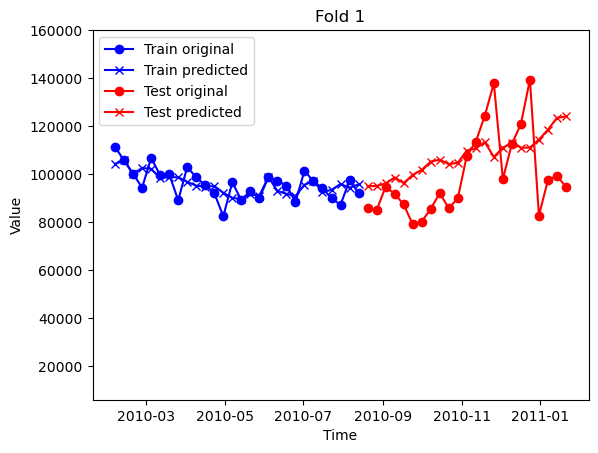 Fold 1
160000
140000
120000
100000
80000
60000
40000
20000
Value
Train original
Train predicted
Test original
Test predicted
2010-03 2010-05 2010-07 2010-09 2010-11 2011-01
Time